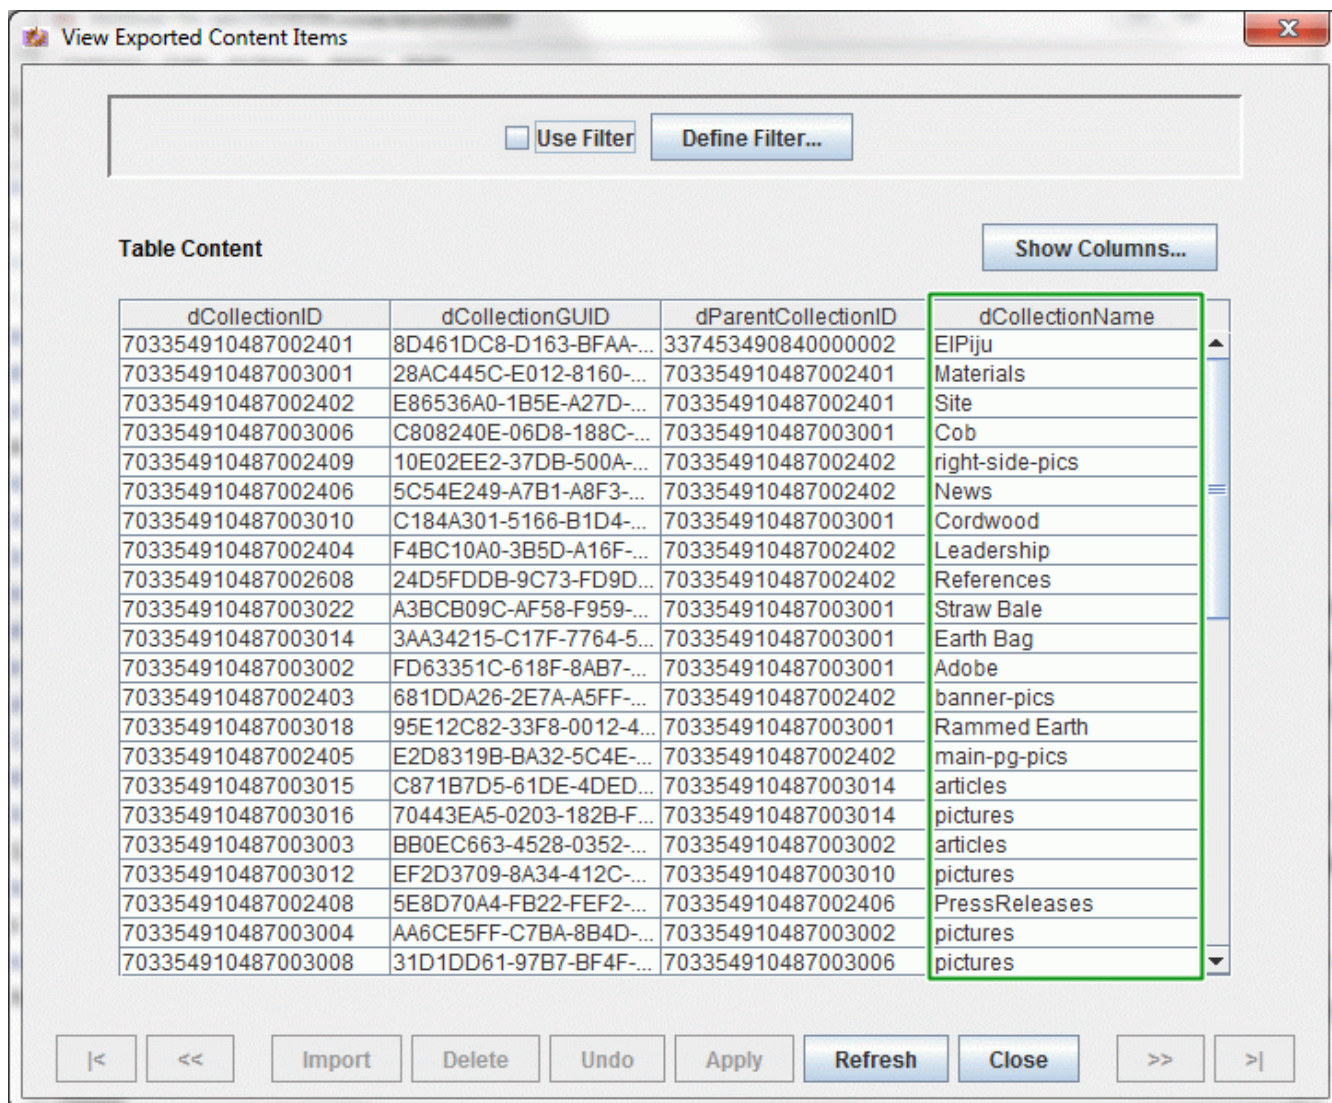 View Exported Content Items
Use Filter Define Filter...
Table Content Show Columns...
dCollectionID dCollectionGUID dParentCollectionID dCollectionName
703354910487002401 8D461DC8-D163-BFAA-... 337453490840000002 ElPiju
703354910487003001 28AC445C-E012-8160-... 703354910487002401 Materials
703354910487002402 E86536A0-1B5E-A27D-... 703354910487002401 Site
703354910487003006 C808240E-06D8-188C-... 703354910487003001 Cob
703354910487002409 10E02EE2-37DB-500A-... 703354910487002402 right-side-pics
703354910487002406 5C54E249-A7B1-A8F3-... 703354910487002402 News
703354910487003010 C184A301-5166-B1D4-... 703354910487003001 Cordwood
703354910487002404 F4BC10A0-3B5D-A16F-... 703354910487002402 Leadership
703354910487002608 24D5FDDB-9C73-FD9D... 703354910487002402 References
703354910487003022 A3BCB09C-AF58-F959-... 703354910487003001 Straw Bale
703354910487003014 3AA34215-C17F-7764-5... 703354910487003001 Earth Bag
703354910487003002 FD63351C-618F-8AB7-... 703354910487003001 Adobe
703354910487002403 681DDA26-2E7A-A5FF-... 703354910487002402 banner-pics
703354910487003018 95E12C82-33F8-0012-4... 703354910487003001 Rammed Earth
703354910487002405 E2D8319B-BA32-5C4E-... 703354910487002402 main-pg-pics
703354910487003015 C871B7D5-61DE-4DED... 703354910487003014 articles
703354910487003016 70443EA5-0203-182B-F... 703354910487003014 pictures
703354910487003003 BB0EC663-4528-0352-... 703354910487003002 articles
703354910487003012 EF2D3709-8A34-412C-... 703354910487003010 pictures
703354910487002408 5E8D70A4-FB22-FEF2-... 703354910487002406 PressReleases
703354910487003004 AA6CE5FF-C7BA-8B4D-... 703354910487003002 pictures
703354910487003008 31D1DD61-97B7-BF4F-... 703354910487003006 pictures
|< << Import Delete Undo Apply Refresh Close >> >|